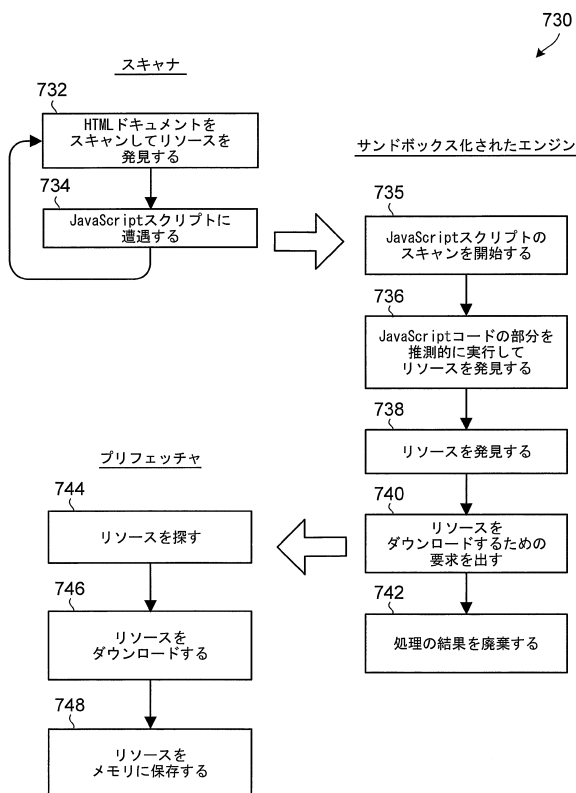 730
スキャナ
732
HTMLドキュメントを
スキャンしてリソースを
発見する
734
JavaScriptスクリプトに
遭遇する
サンドボックス化されたエンジン
735
JavaScriptスクリプトの
スキャンを開始する
736
JavaScriptコードの部分を
推測的に実行して
リソースを発見する
738
リソースを発見する
740
リソースを
ダウンロードするための
要求を出す
742
処理の結果を廃棄する
プリフェッチャ
744
リソースを探す
746
リソースを
ダウンロードする
748
リソースを
メモリに保存する